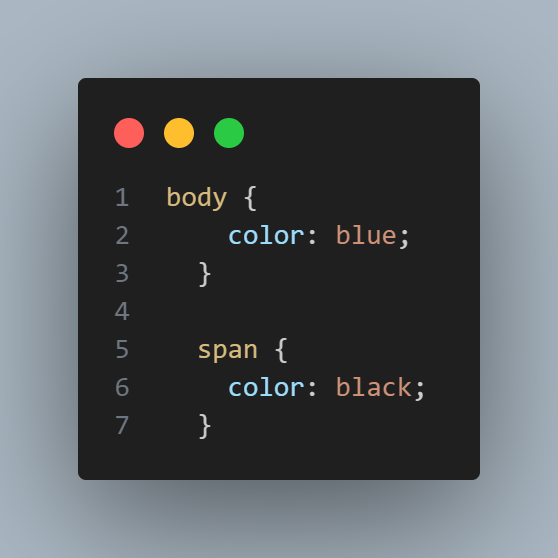 1 body {
2     color: blue;
3   }
4
5   span {
6     color: black;
7   }